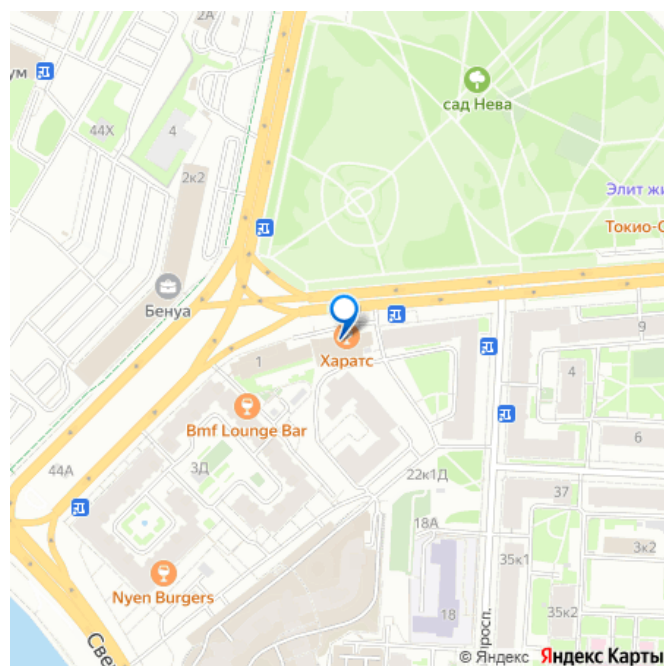 2А
ум
сад Нева
44Х
4
2к2
Элит жи
Токио-С
Бенуа
9
Харатс
1
4
Bmf Lounge Bar
6
3Д
44А
22к1Д
37
18А
35к1
3к2
Nyen Burgers
18
35к2
Просп.
Све
© Яндекс Яндекс Карты